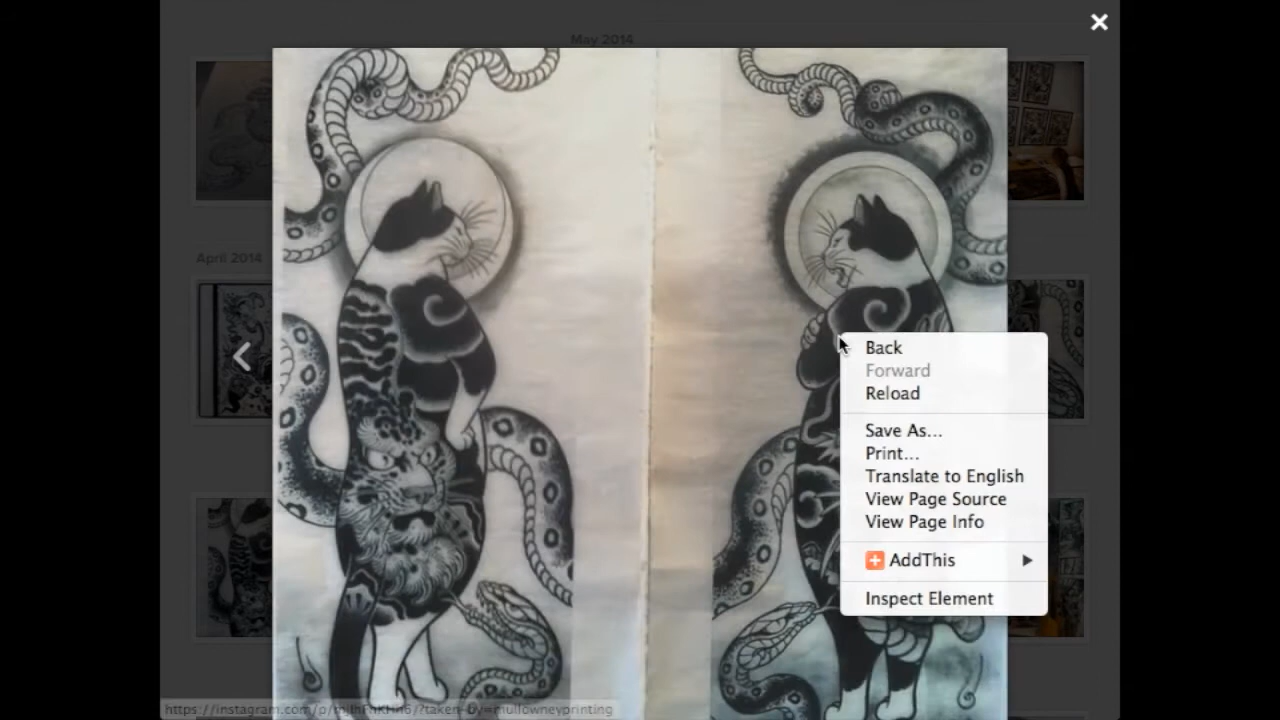 May 2014
April 2014
Back
Forward
Reload
Save As...
Print...
Translate to English
View Page Source
View Page Info
AddThis
Inspect Element